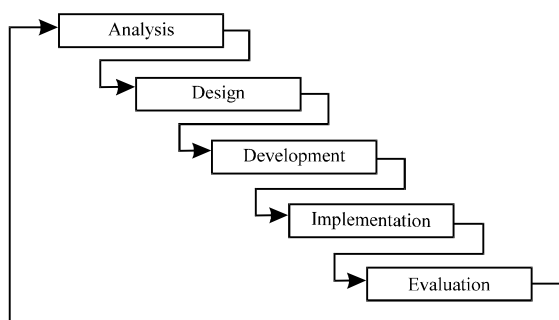 Analysis
Design
Development
Implementation
Evaluation